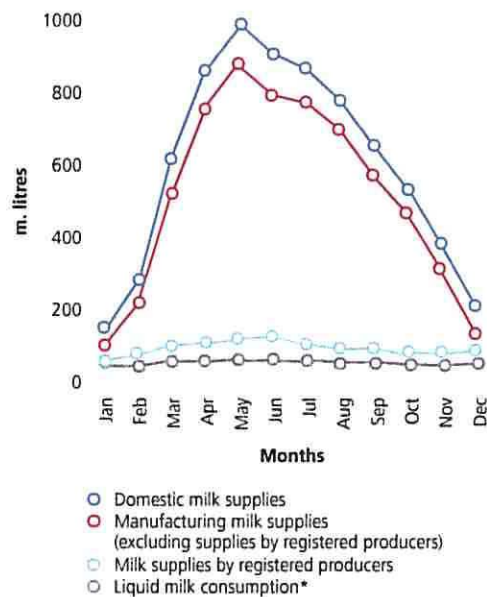 1000
800
600
400
200
0
m. litres
Jan
Feb
Mar
Apr
May
Jun
Jul
Aug
Sep
Oct
Nov
Dec
Months
Domestic milk supplies
Manufacturing milk supplies
(excluding supplies by registered producers)
Milk supplies by registered producers
Liquid milk consumption*